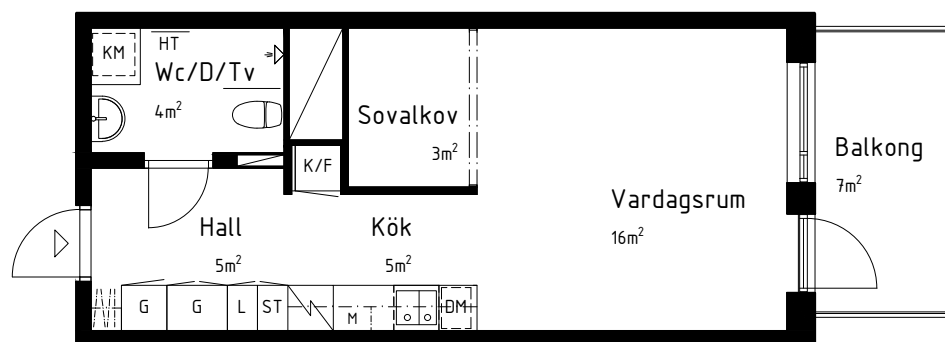 KM
HT
Wc/D/Tv
4m²
K/F
Sovalkov
3m²
Vardagsrum
16m²
Balkong
7m²
Hall
5m²
Kök
5m²
G
G
L
ST
M
DM